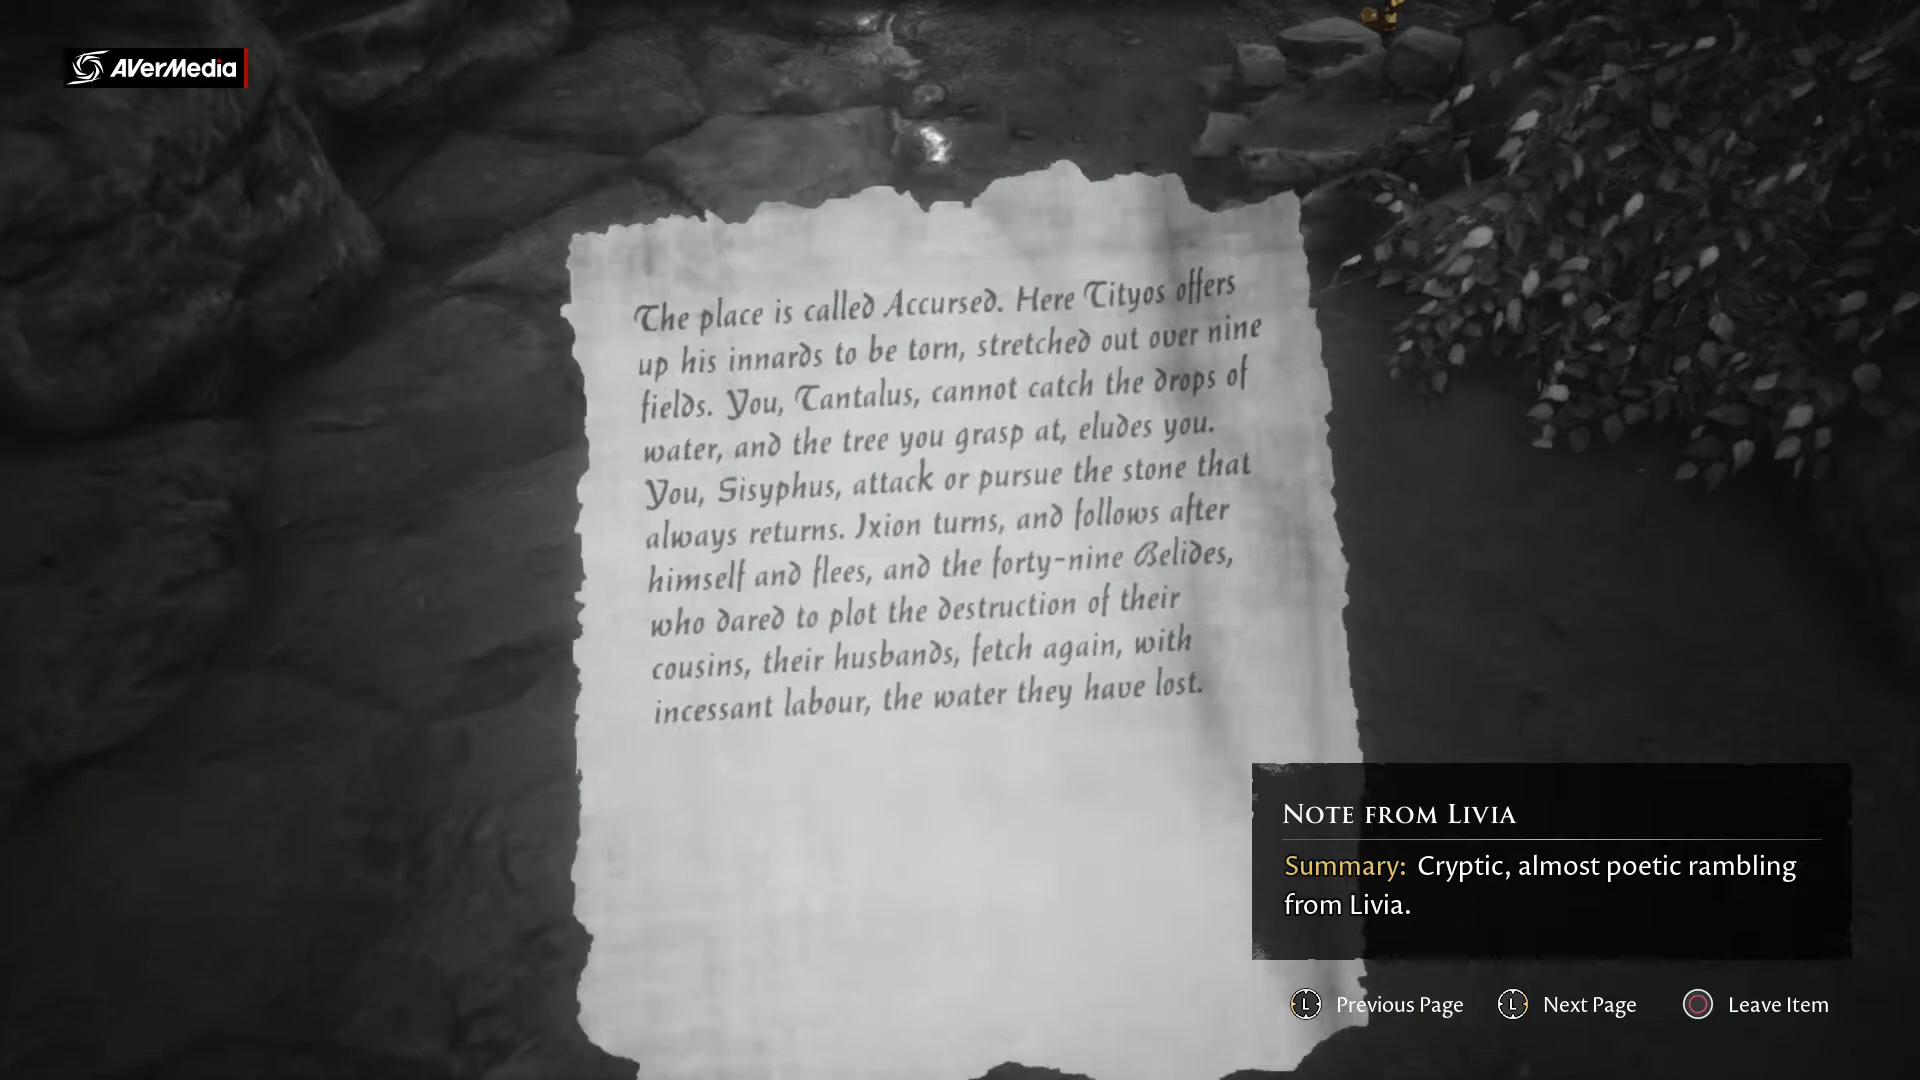 AVerMedia
The place is called Accursed. Here Tityos offers
up his innards to be torn, stretched out over nine
fields. You, Tantalus, cannot catch the drops of
water, and the tree you grasp at, eludes you.
You, Sisyphus, attack or pursue the stone that
always returns. Ixion turns, and follows after
himself and flees, and the forty-nine Belides,
who dared to plot the destruction of their
cousins, their husbands, fetch again, with
incessant labour, the water they have lost.
Note from Livia
Summary: Cryptic, almost poetic rambling
from Livia.
L Previous Page L Next Page Leave Item